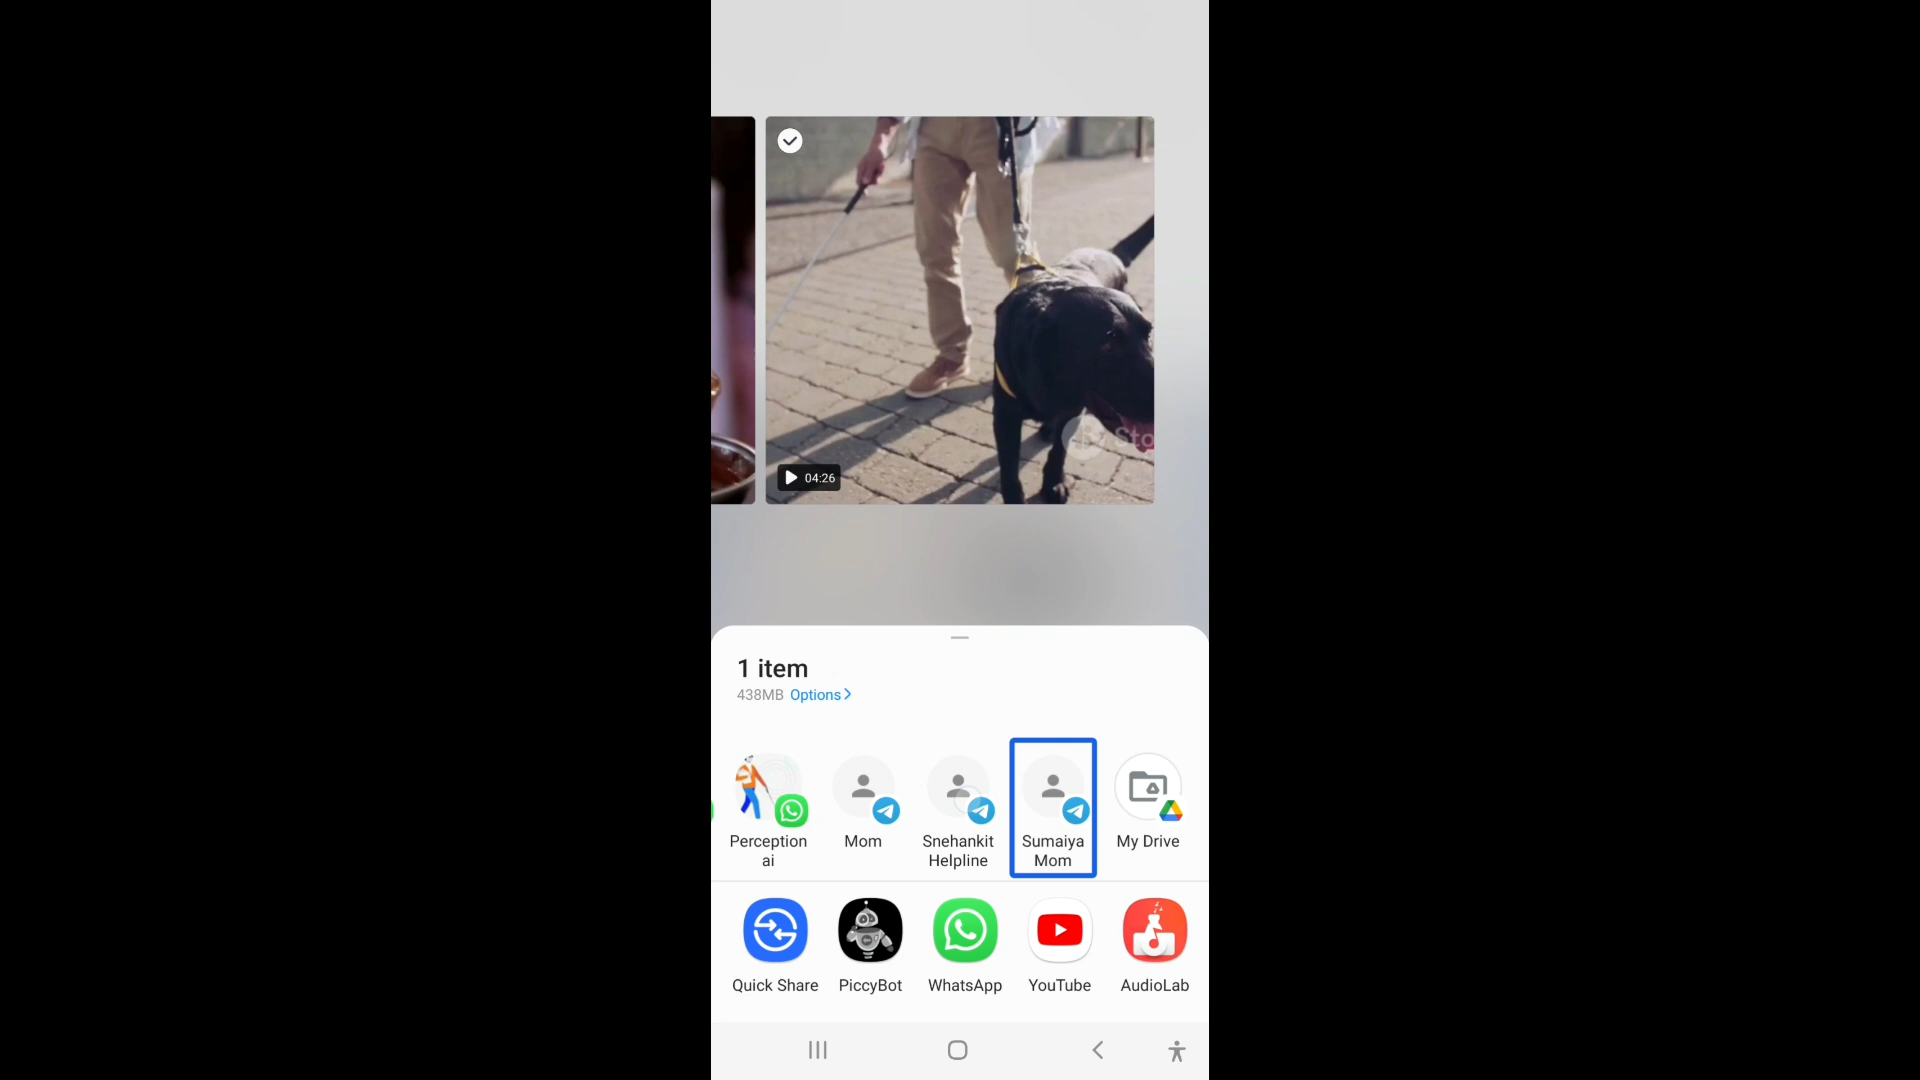 Sto
04:26
1 item
438MB Options
Perception
ai
Mom
Snehankit
Helpline
Sumaiya
Mom
My Drive
Quick Share
PiccyBot
WhatsApp
YouTube
AudioLab